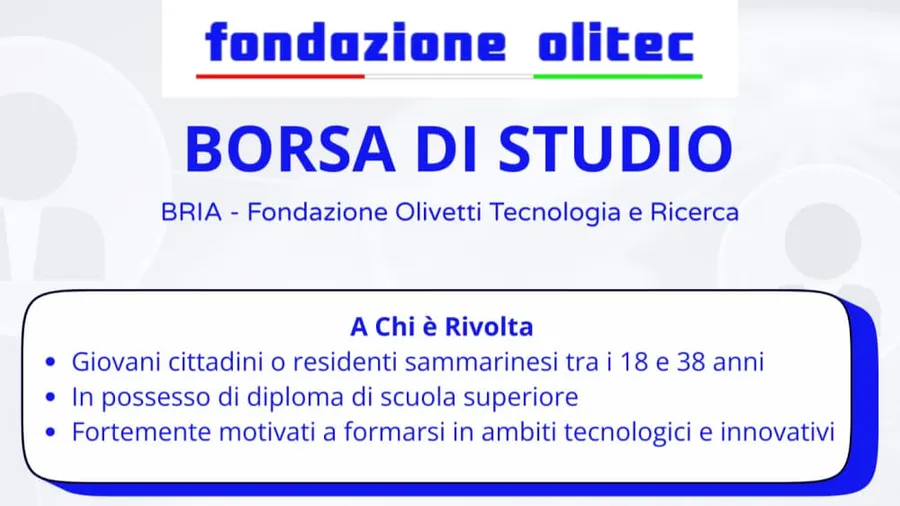 fondazione olitec
BORSA DI STUDIO
BRIA - Fondazione Olivetti Tecnologia e Ricerca
A Chi è Rivolta
• Giovani cittadini o residenti sammarinesi tra i 18 e 38 anni
• In possesso di diploma di scuola superiore
• Fortemente motivati a formarsi in ambiti tecnologici e innovativi